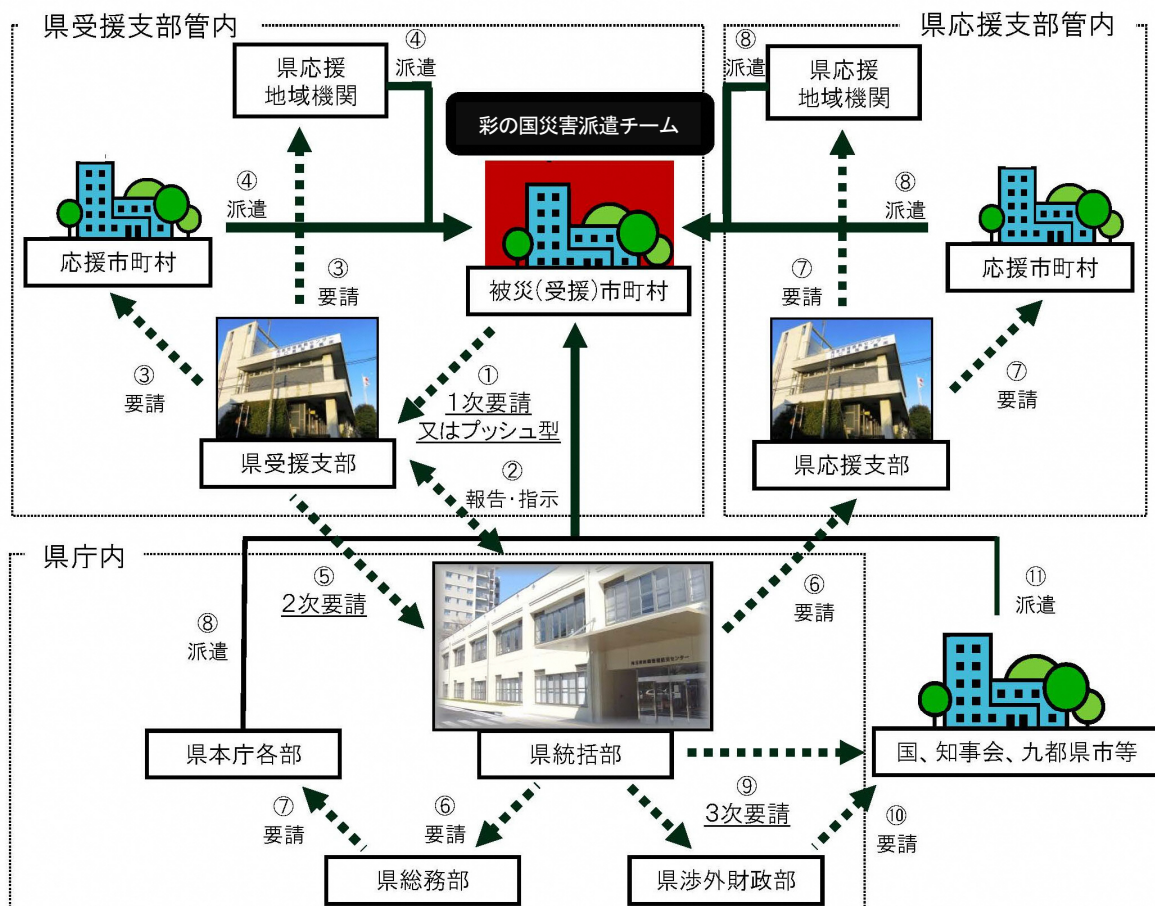 県受援支部管内
県応援支部管内
④
派遣
⑧
派遣
県応援
地域機関
県応援
地域機関
彩の国災害派遣チーム
④
派遣
⑧
派遣
応援市町村
被災(受援)市町村
応援市町村
③
要請
⑦
要請
③
要請
①
1次要請
又はプッシュ型
⑦
要請
県受援支部
県応援支部
②
報告・指示
県庁内
⑤
2次要請
⑥
要請
⑪
派遣
⑧
派遣
県本庁各部
県統括部
国、知事会、九都県市等
⑦
要請
⑥
要請
⑨
3次要請
⑩
要請
県総務部
県渉外財政部